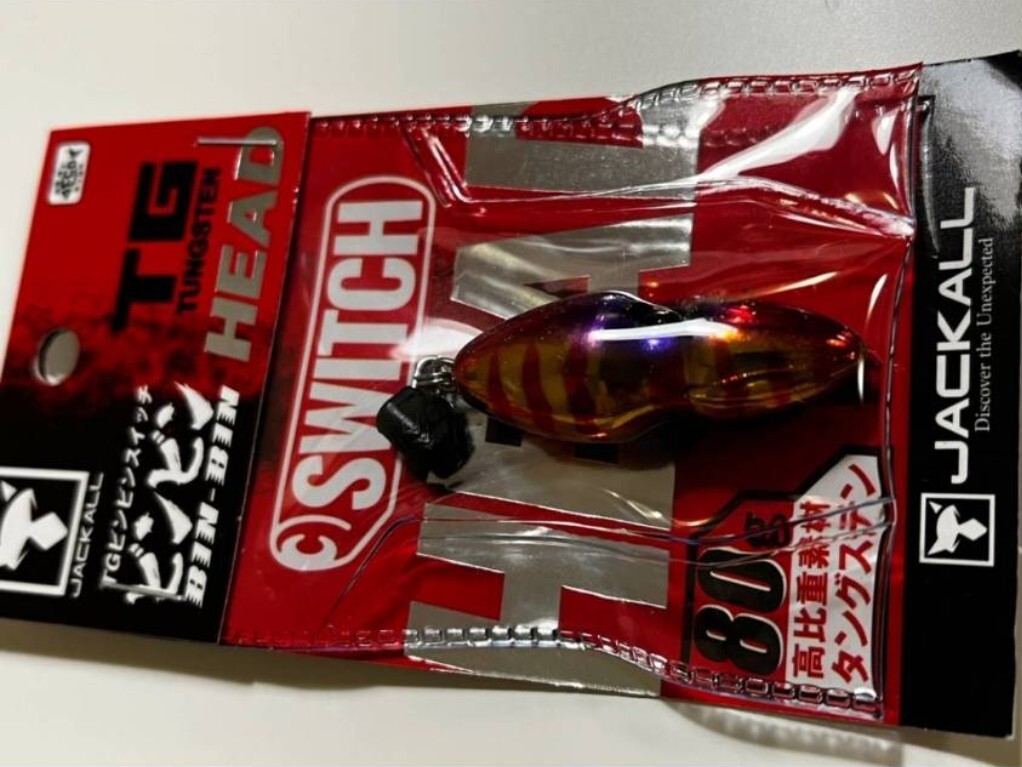 TG
TUNGSTEN
HEAD
TGビンビンスイッチ
ビンビン
BIN-BIN
JACKALL
SWITCH
HEAD
80g
高比重素材
タングステン
JACKALL
Discover the Unexpected